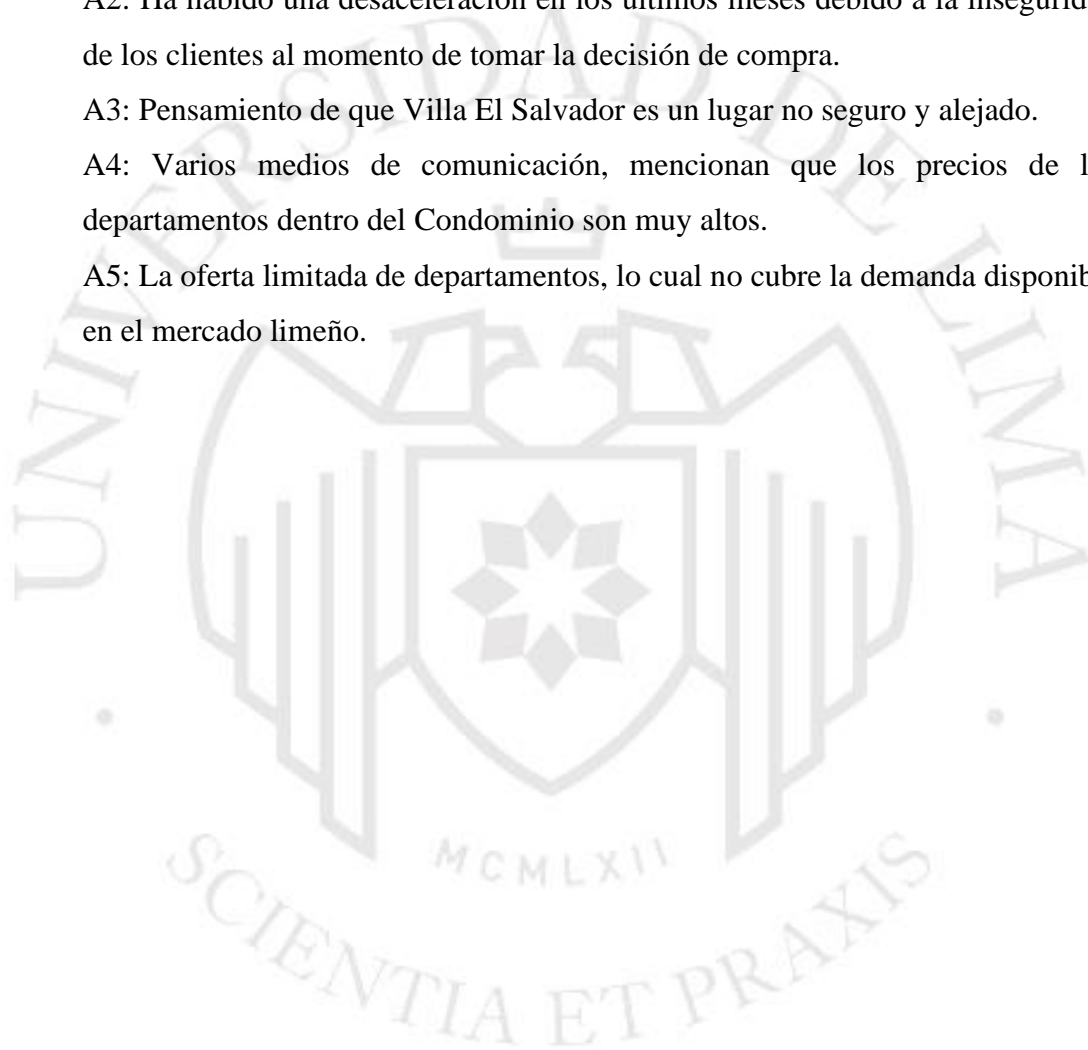 A2: Ha habido una desaceleración en los últimos meses debido a la
de los clientes al momento de tomar la decisión de compra.
A3: Pensamiento de que Villa El Salvador es un lugar no seguro y alejado.
A4: Varios medios de comunicación, mencionan que los precios de
departamentos dentro del Condominio son muy altos.
A5: La oferta limitada de departamentos, lo cual no cubre la demanda
en el mercado limeño.
UNIVERSIDAD DE LIMA
MCMLXII
SCIENTIA ET PRAXIS